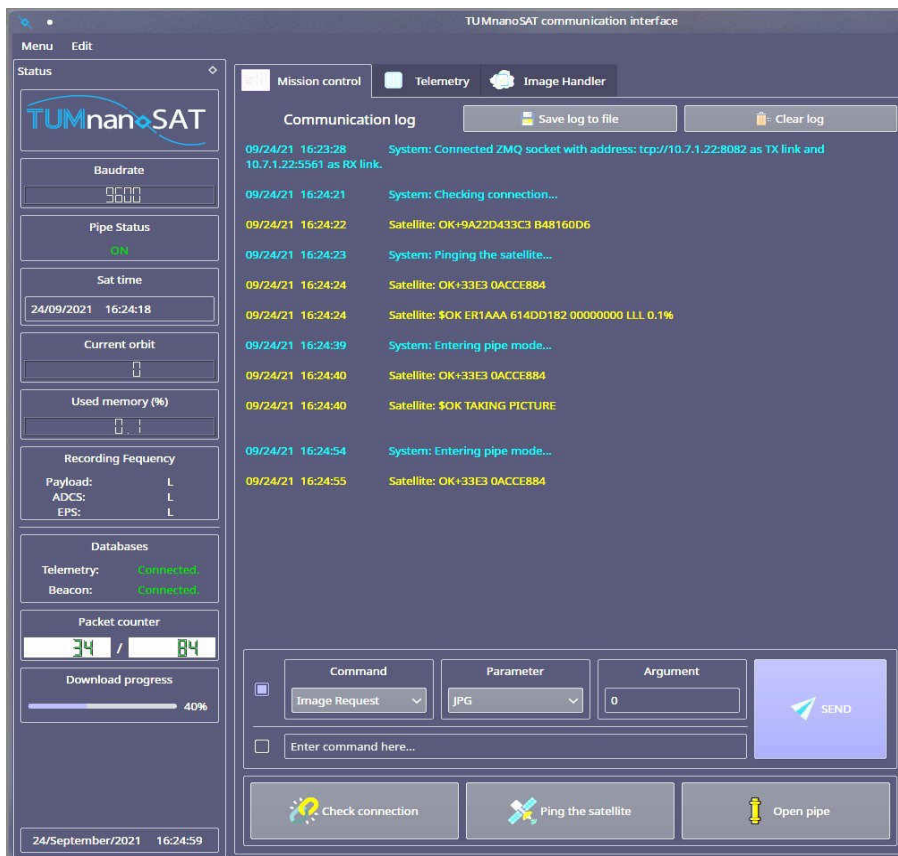 TUMnanoSAT communication interface
Menu Edit
Status
TUMnanoSAT
Baudrate
9600
Pipe Status
ON
Sat time
24/09/2021 16:24:18
Current orbit
0
Used memory (%)
0.1
Recording Fequency
Payload: L
ADCS: L
EPS: L
Databases
Telemetry: Connected.
Beacon: Connected.
Packet counter
34 / 84
Download progress
40%
24/September/2021 16:24:59
Mission control Telemetry Image Handler
Communication log Save log to file Clear log
09/24/21 16:23:28 System: Connected ZMQ socket with address: tcp://10.7.1.22:8082 as TX link and
10.7.1.22:5561 as RX link.
09/24/21 16:24:21 System: Checking connection...
09/24/21 16:24:22 Satellite: OK+9A22D433C3 B48160D6
09/24/21 16:24:23 System: Pinging the satellite...
09/24/21 16:24:24 Satellite: OK+33E3 0ACCE884
09/24/21 16:24:24 Satellite: $OK ER1AAA 614DD182 00000000 LLL 0.1%
09/24/21 16:24:39 System: Entering pipe mode...
09/24/21 16:24:40 Satellite: OK+33E3 0ACCE884
09/24/21 16:24:40 Satellite: $OK TAKING PICTURE
09/24/21 16:24:54 System: Entering pipe mode...
09/24/21 16:24:55 Satellite: OK+33E3 0ACCE884
Command Parameter Argument
Image Request JPG 0
SEND
Enter command here...
Check connection Ping the satellite Open pipe